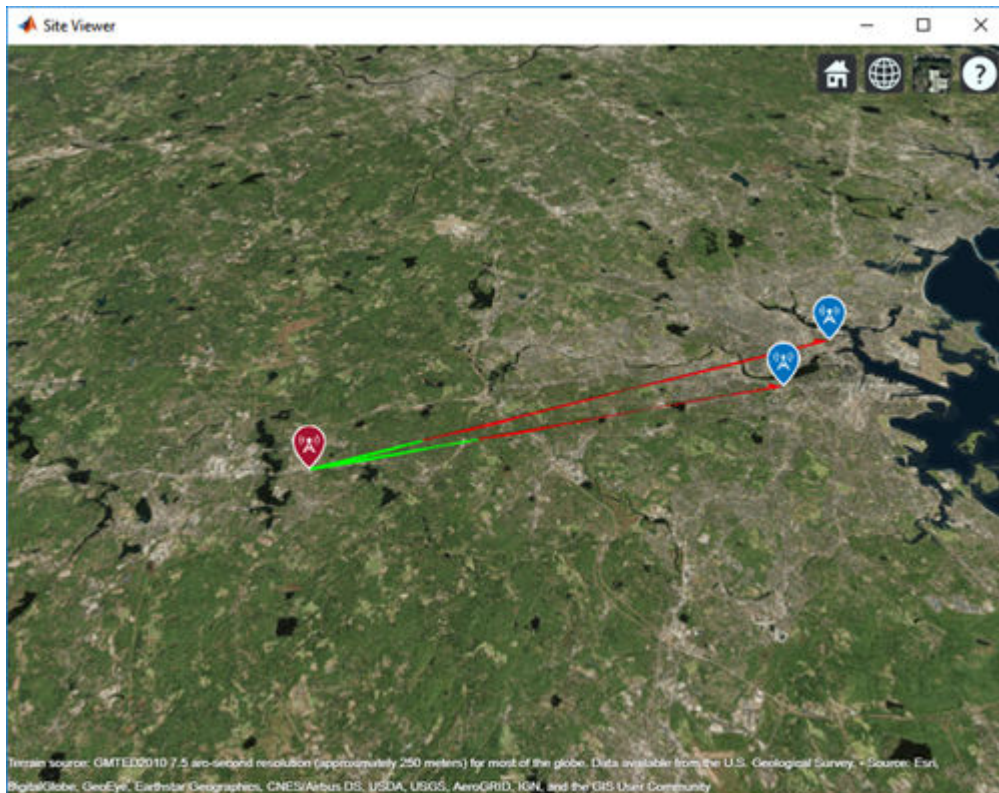 Site Viewer
?
Terrain source: GMTED2010 7.5 arc-second resolution (approximately 250 meters) for most of the globe. Data available from the U.S. Geological Survey. • Source: Esri,
DigitalGlobe, GeoEye, Earthstar Geographics, CNES/Airbus DS, USDA, USGS, AeroGRID, IGN, and the GIS User Community